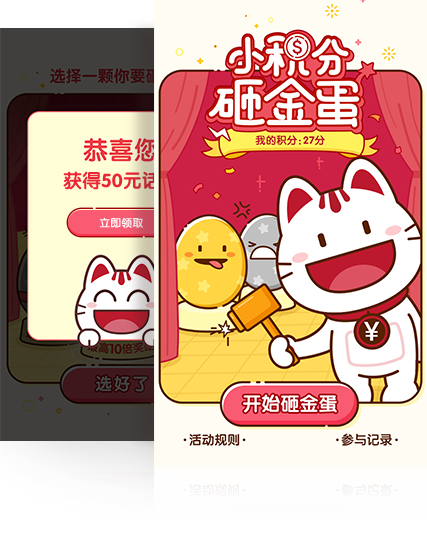 选择一颗你要砸
恭喜您
获得50元
立即领取
最高10倍奖
选好了
小积分
砸金蛋
我的积分:27分
¥
开始砸金蛋
·活动规则
·参与记录